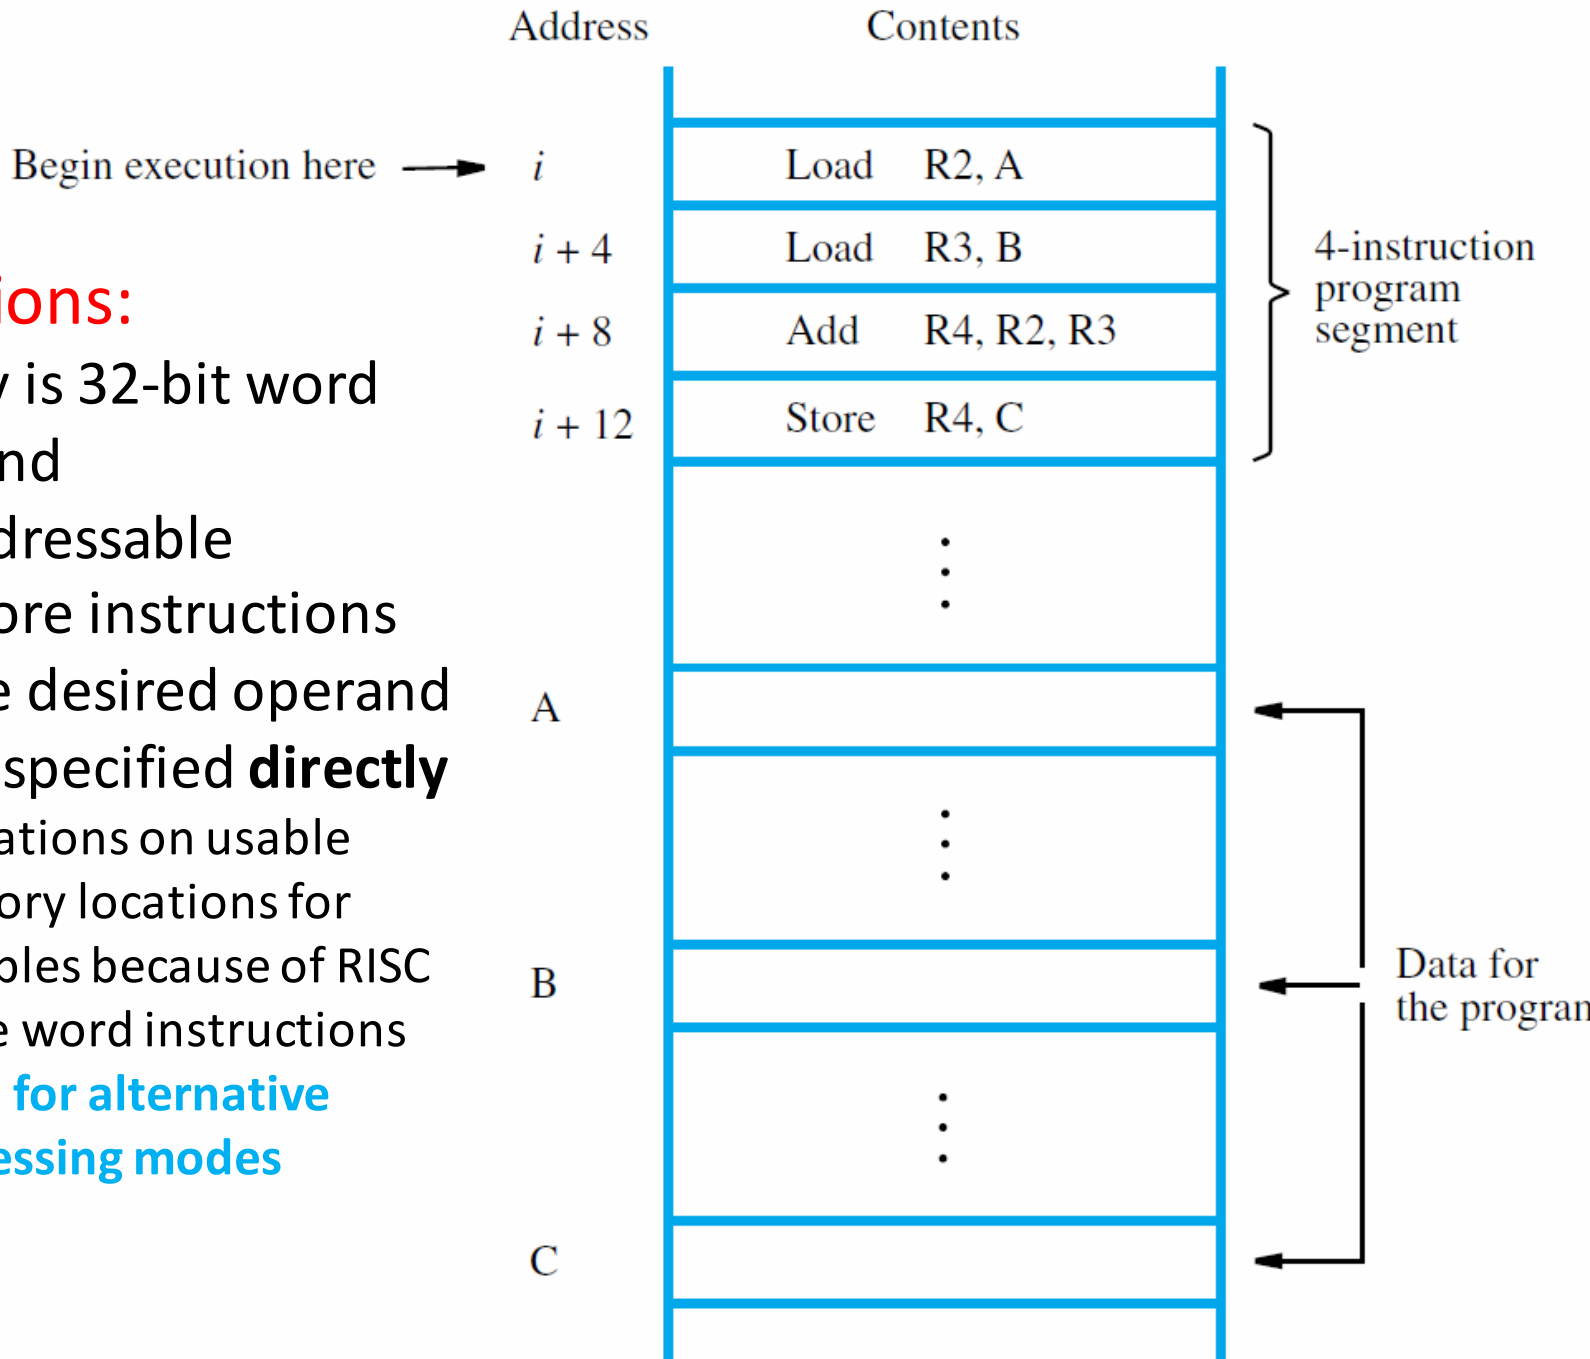 Address Contents
Begin execution here i Load R2, A
i + 4 Load R3, B
i + 8 Add R4, R2, R3
i + 12 Store R4, C
4-instruction
program
segment
ions:
is 32-bit word
nd
dressable
ore instructions
e desired operand
specified directly
ations on usable
ory locations for
bles because of RISC
e word instructions
for alternative
essing modes
A
B
C
Data for
the program